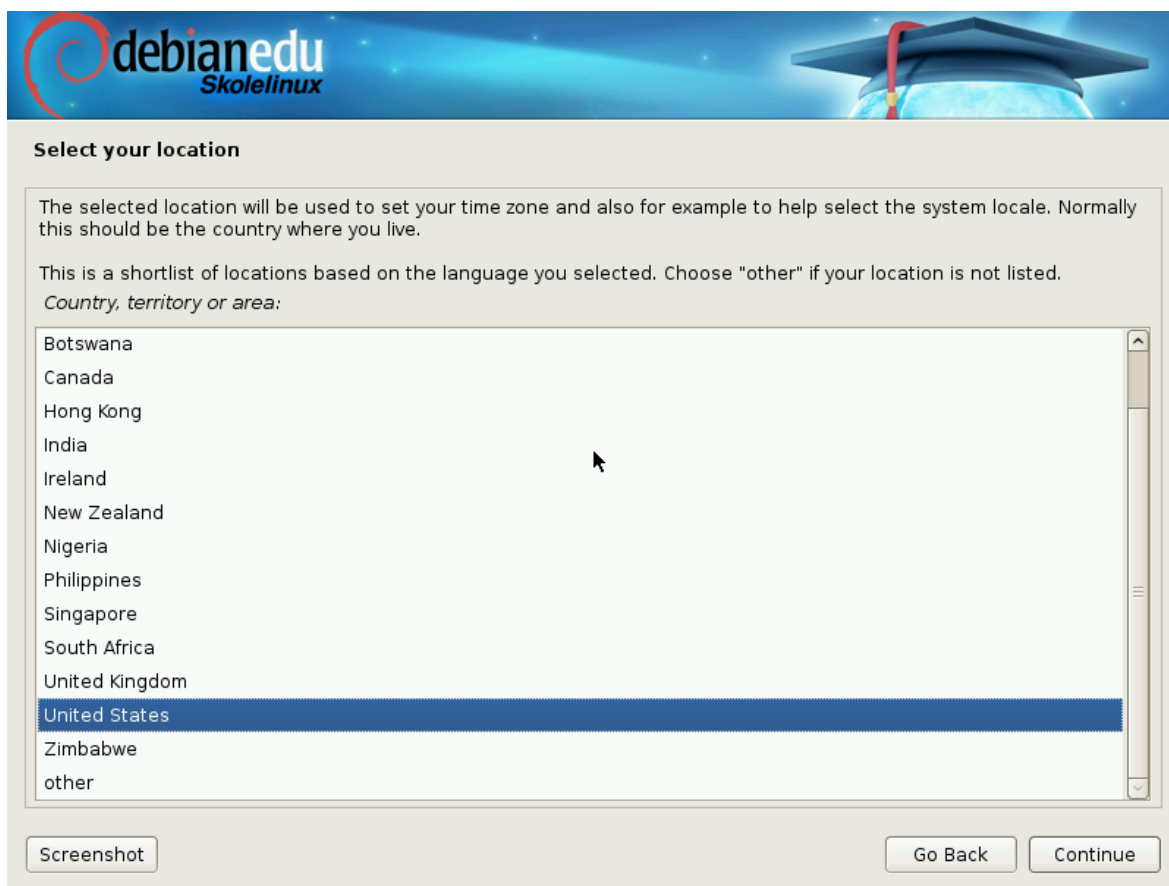 debianedu
Skolelinux
Select your location
The selected location will be used to set your time zone and also for example to help select the system locale. Normally
this should be the country where you live.
This is a shortlist of locations based on the language you selected. Choose "other" if your location is not listed.
Country, territory or area:
Botswana
Canada
Hong Kong
India
Ireland
New Zealand
Nigeria
Philippines
Singapore
South Africa
United Kingdom
United States
Zimbabwe
other
Screenshot
Go Back
Continue